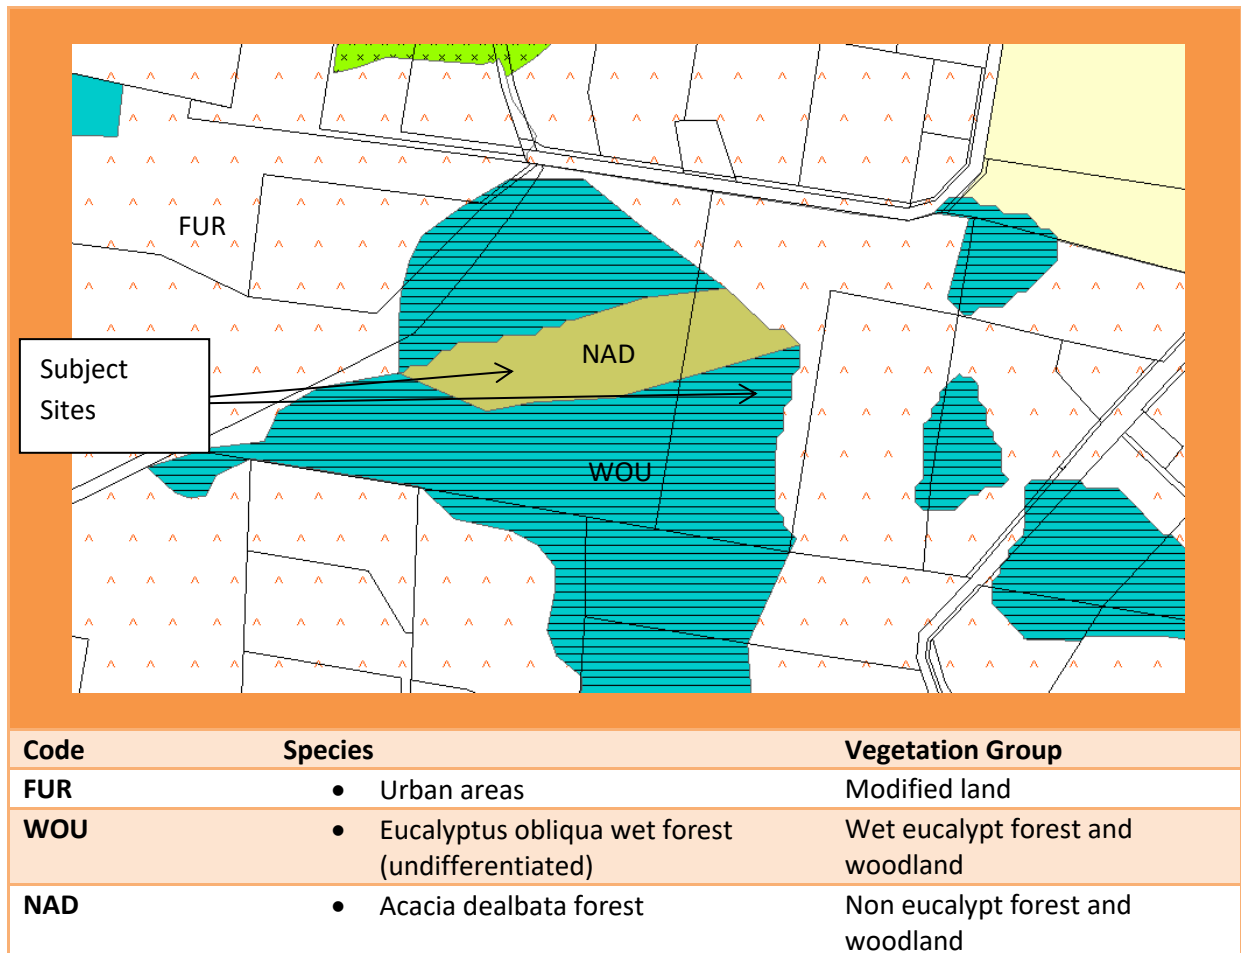 FUR
NAD
Subject
Sites
WOU
Code Species Vegetation Group
FUR • Urban areas Modified land
WOU • Eucalyptus obliqua wet forest Wet eucalypt forest and
(undifferentiated) woodland
NAD • Acacia dealbata forest Non eucalypt forest and
woodland